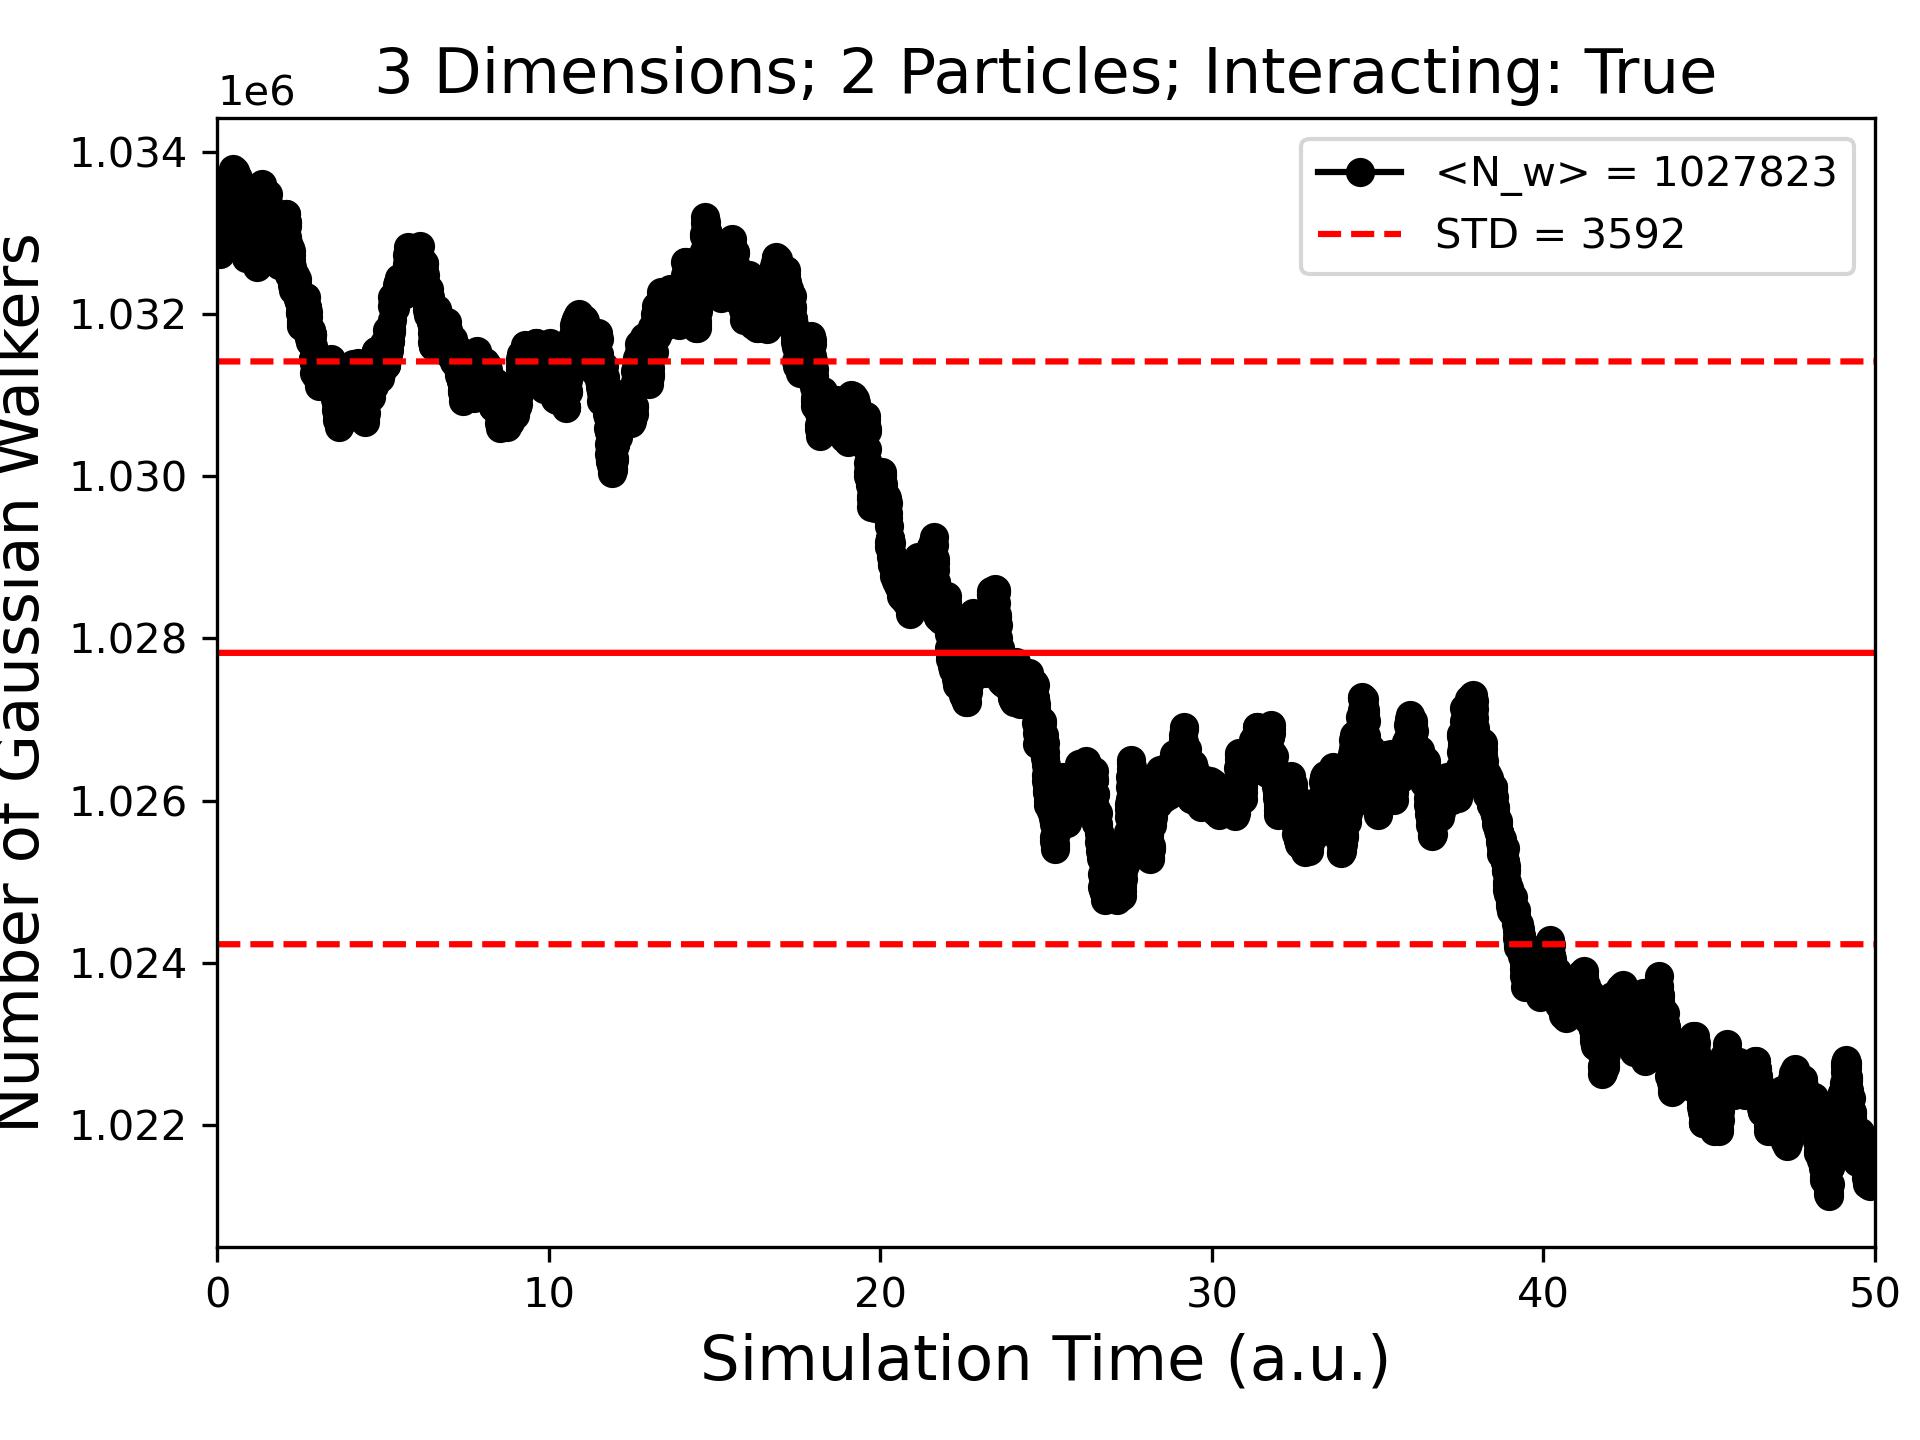 3 Dimensions; 2 Particles; Interacting: True
1e6
<N_w> = 1027823
STD = 3592
1.034
1.032
1.030
1.028
1.026
1.024
1.022
Number of Gaussian Walkers
0 10 20 30 40 50
Simulation Time (a.u.)